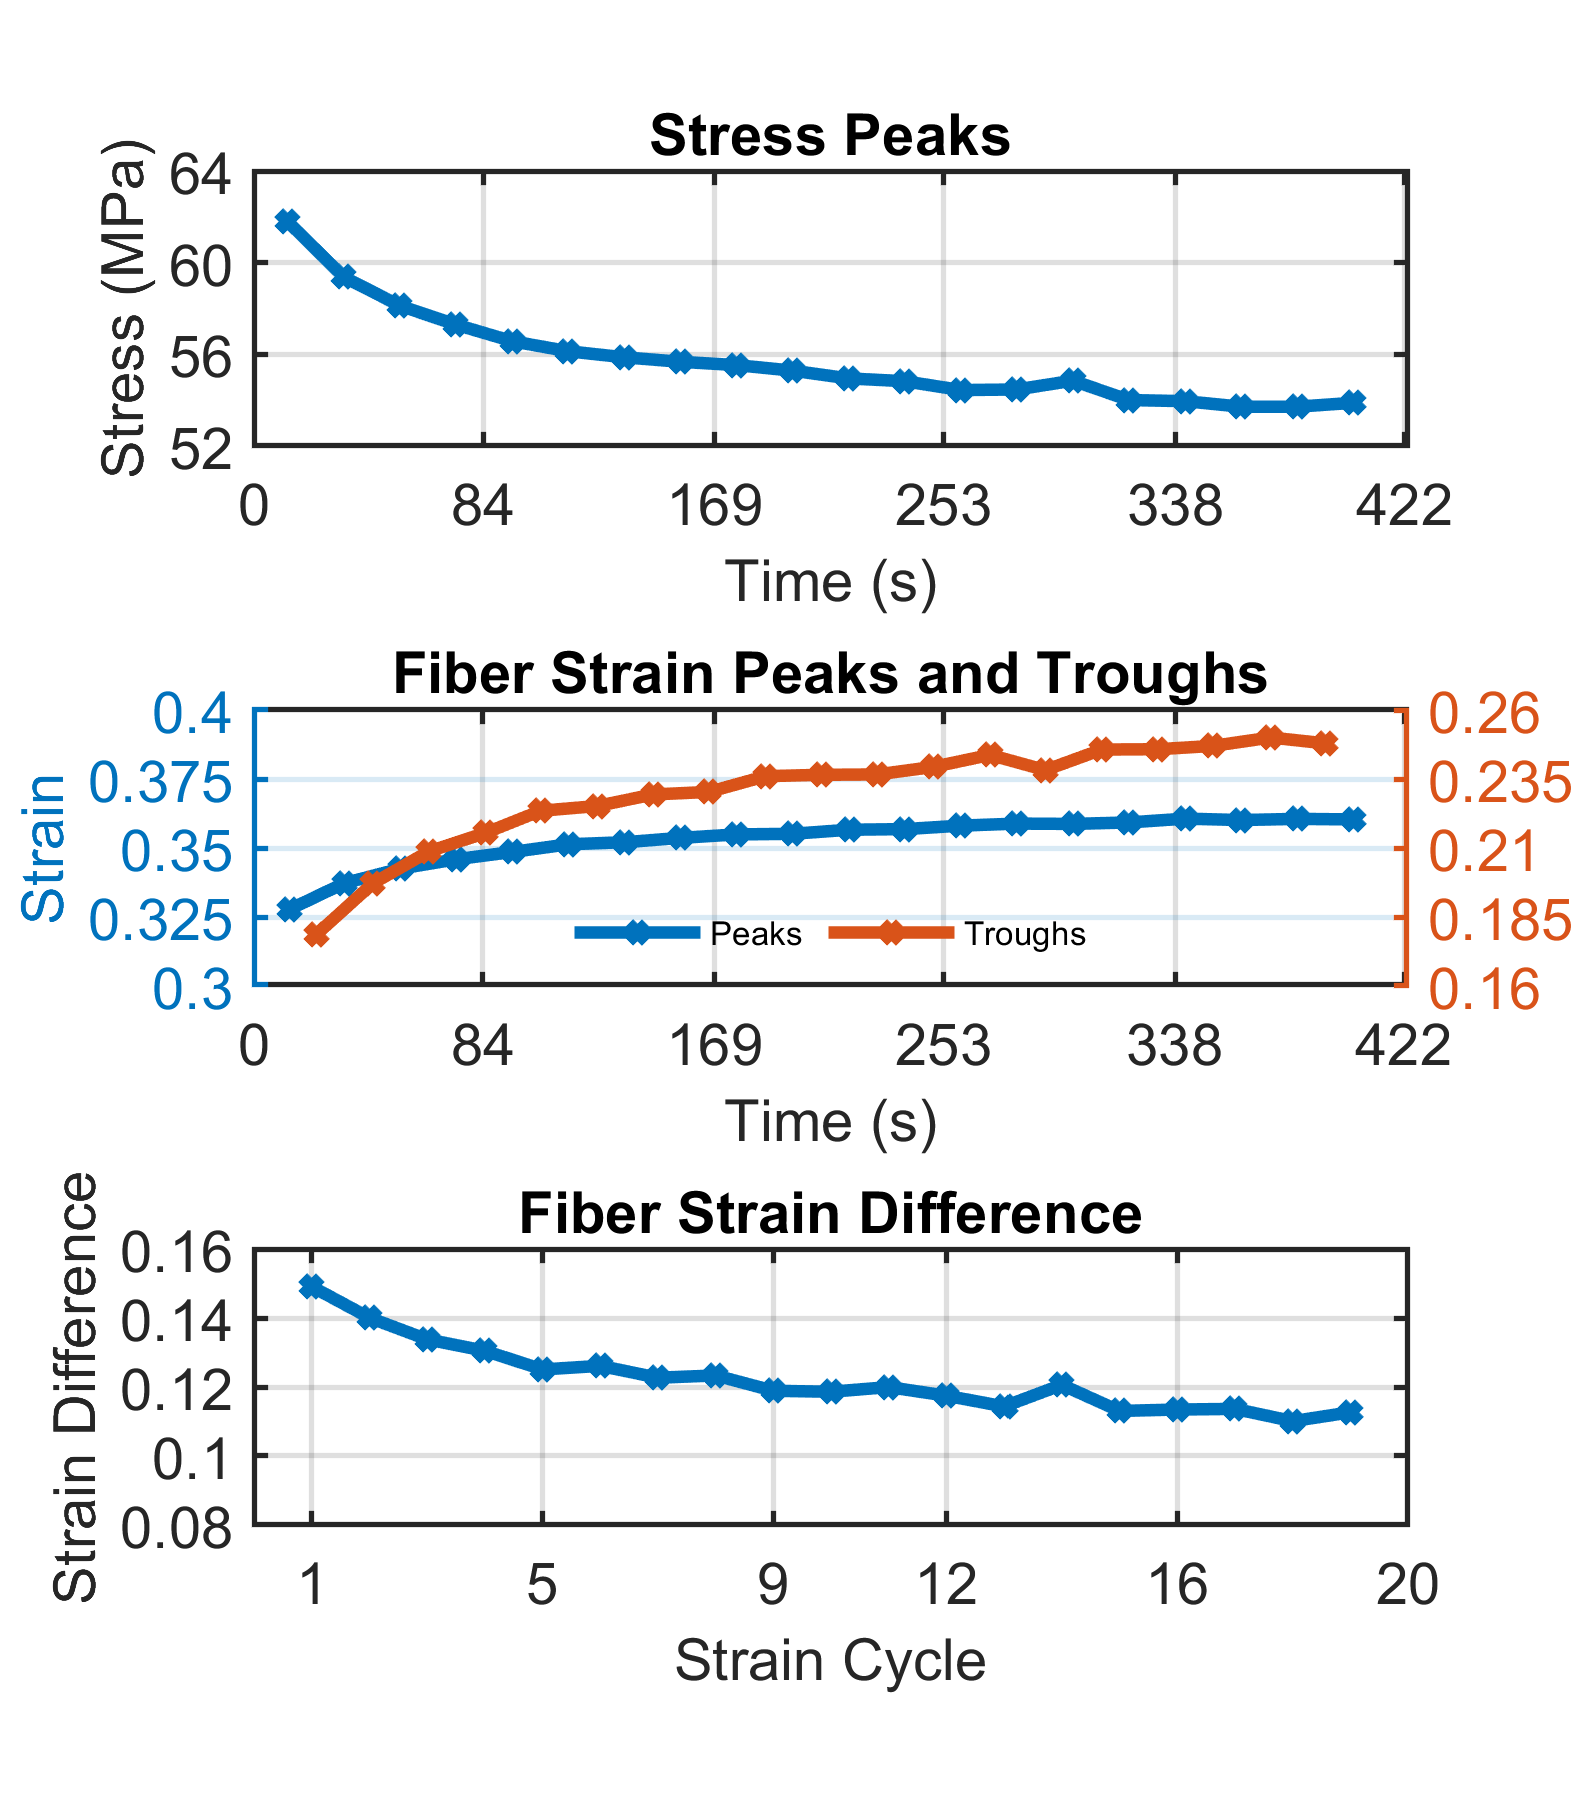 Stress Peaks
Stress (MPa)
64
60
56
52
0 84 169 253 338 422
Time (s)
Fiber Strain Peaks and Troughs
Strain
0.4 0.26
0.375 0.235
0.35 0.21
0.325 0.185
0.3 0.16
Peaks Troughs
0 84 169 253 338 422
Time (s)
Fiber Strain Difference
Strain Difference
0.16
0.14
0.12
0.1
0.08
1 5 9 12 16 20
Strain Cycle